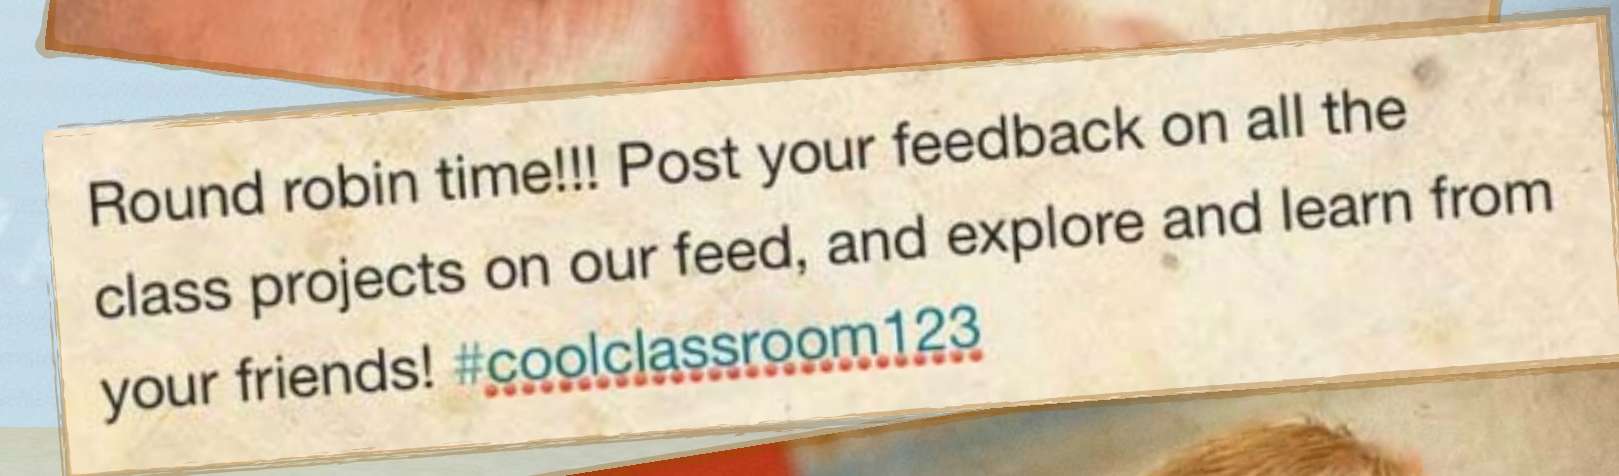 Round robin time!!! Post your feedback on all the
class projects on our feed, and explore and learn from
your friends! #coolclassroom123